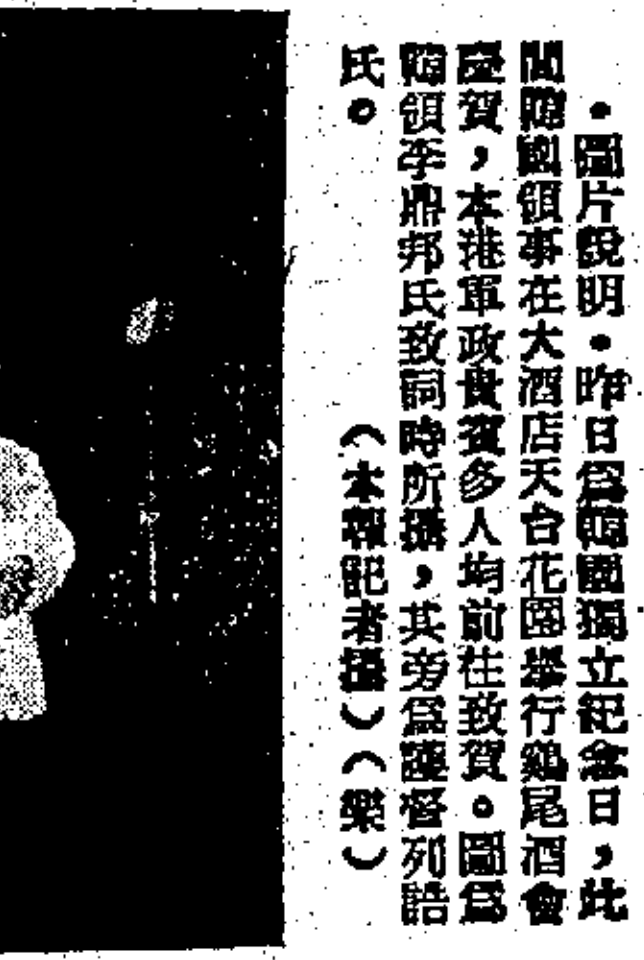 •圖片說明•昨日爲韓國獨立紀念日，此
間韓國領事在大酒店天台花園舉行鷄尾酒會
慶賀，本港軍政貴賓多人均前往致賀。圖爲
韓領李鼎邦氏致詞時所攝，其旁爲護督列誥
氏。　（本報記者攝）（樂）